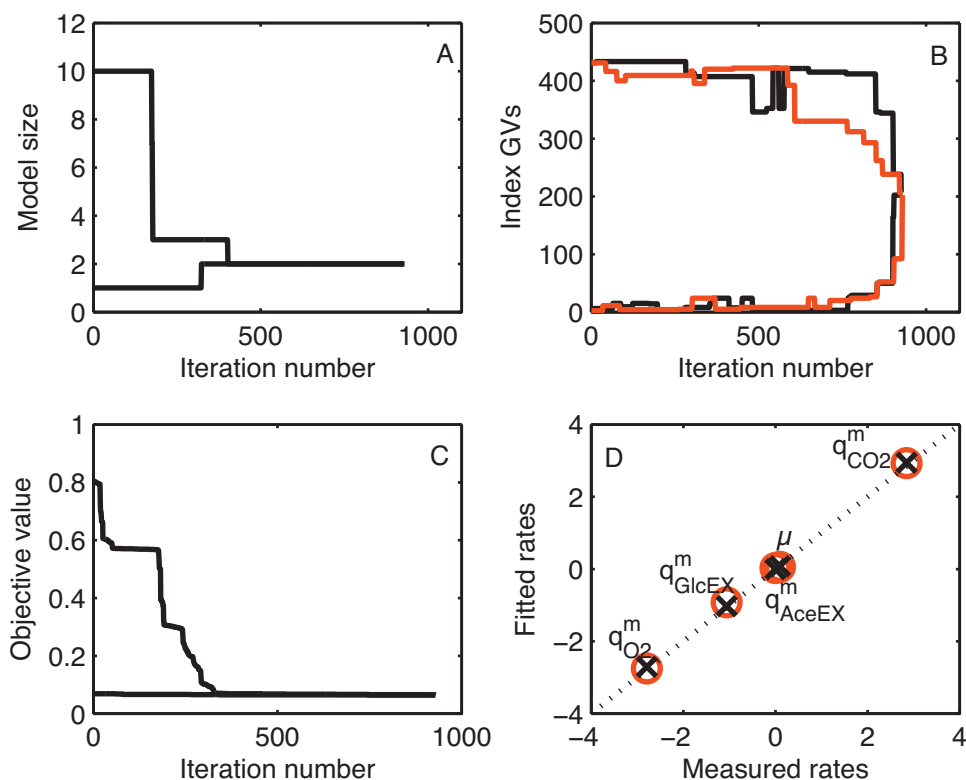 12
10
8
6
4
2
0
Model size
A
0 500 1000
Iteration number
500
400
300
200
100
0
Index GVs
B
0 500 1000
Iteration number
1
0.8
0.6
0.4
0.2
0
Objective value
C
0 500 1000
Iteration number
4
2
0
−2
−4
Fitted rates
D
q^m_CO2
μ
q^m_GlcEX
q^m_AceEX
q^m_O2
−4 −2 0 2 4
Measured rates